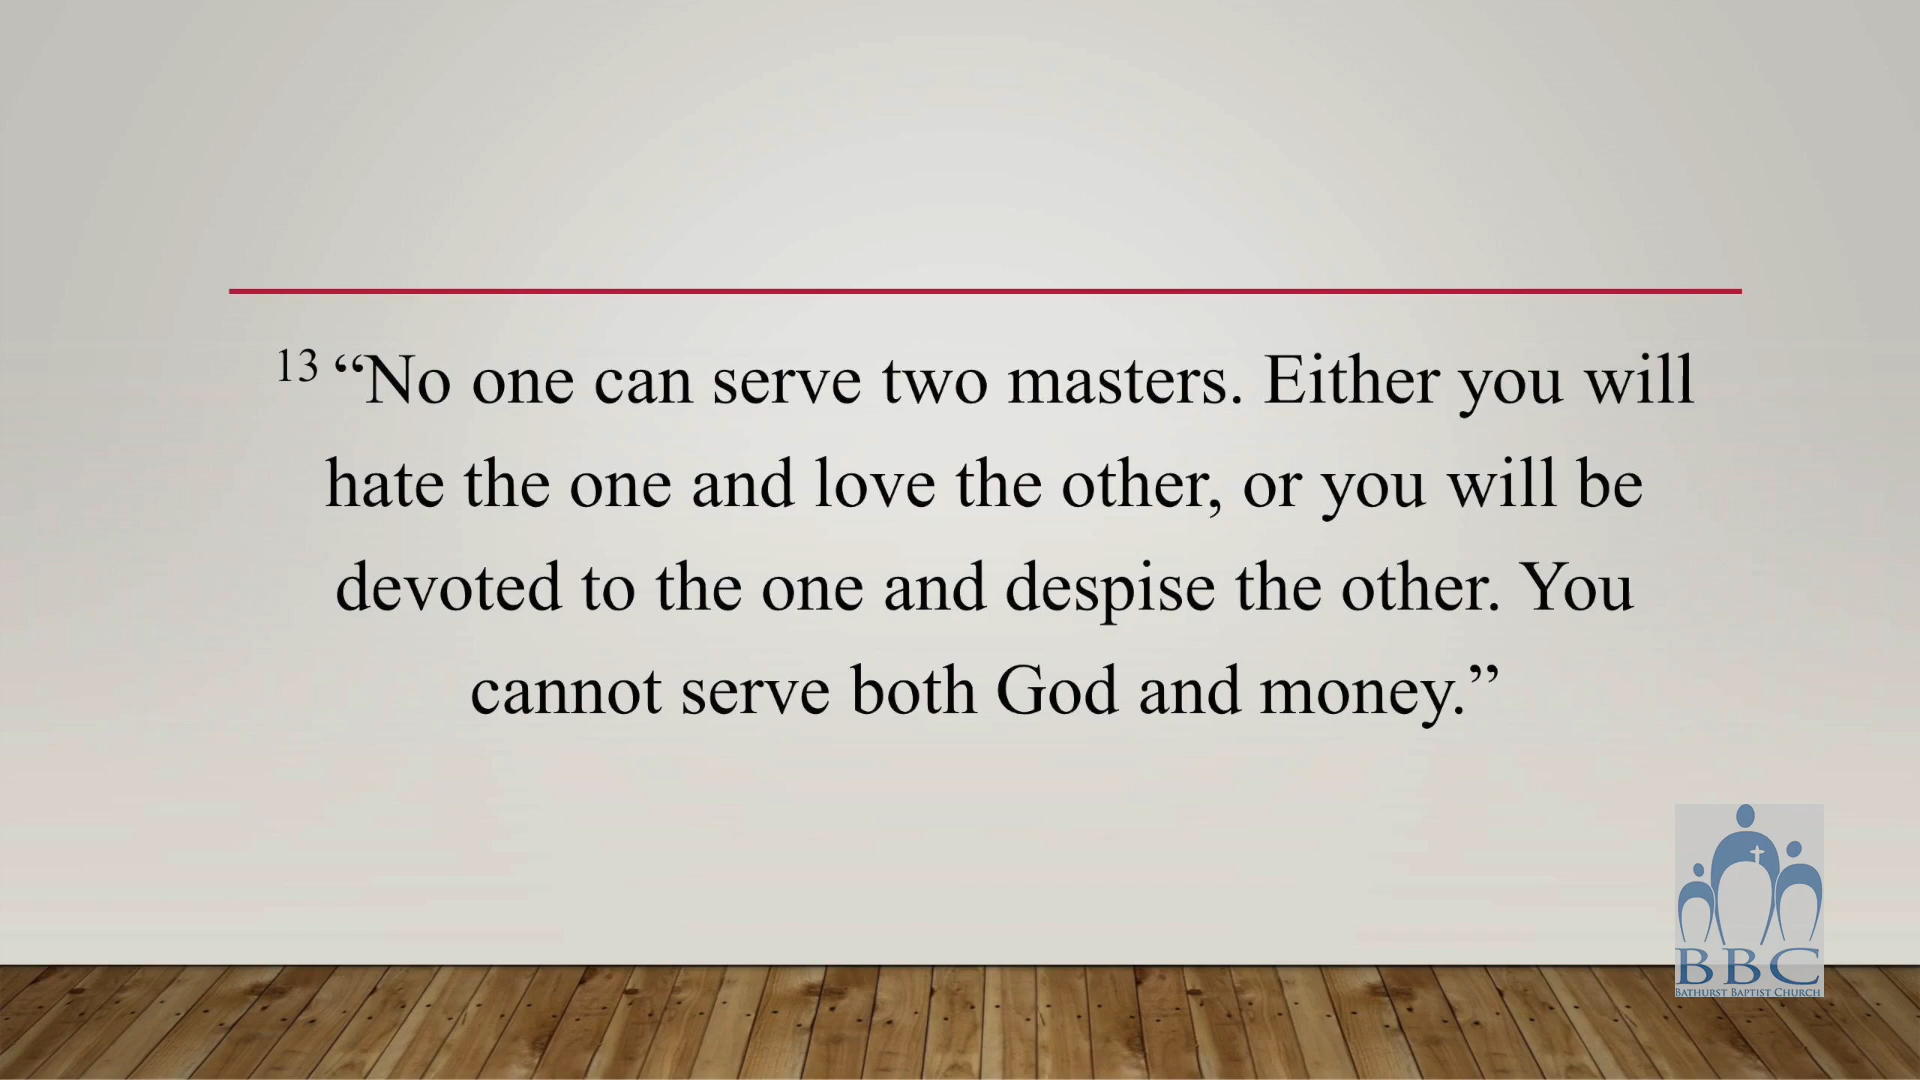 13 “No one can serve two masters. Either you will
hate the one and love the other, or you will be
devoted to the one and despise the other. You
cannot serve both God and money.”
BBC
BATHURST BAPTIST CHURCH